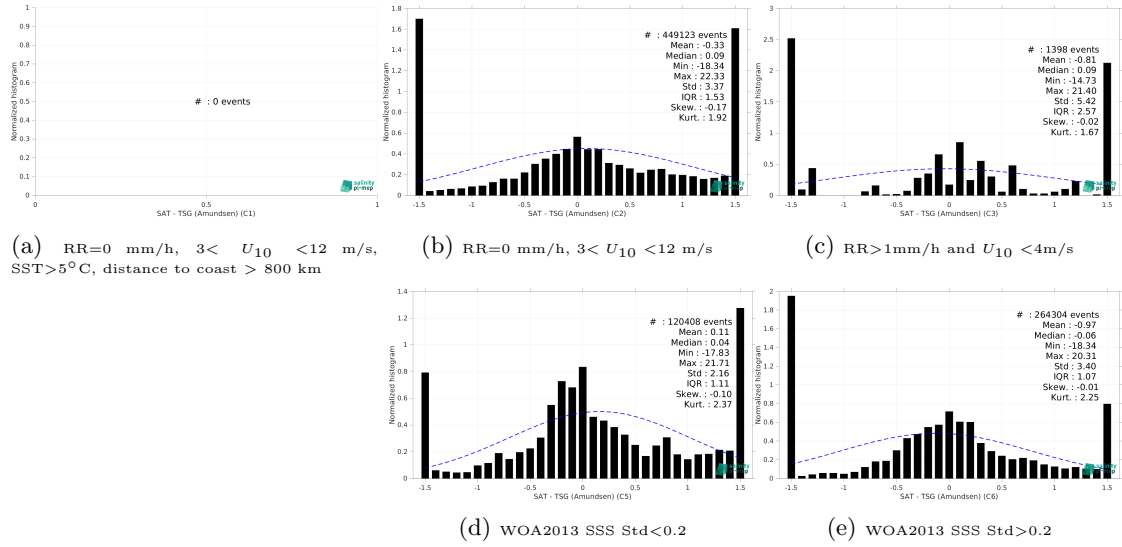 Normalized histogram
1
0.9
0.8
0.7
0.6
0.5
0.4
0.3
0.2
0.1
0
# : 0 events
salinity
pi-mep
0 0.5 1
SAT - TSG (Amundsen) (C1)
(a) RR=0 mm/h, 3< U10 <12 m/s,
SST>5°C, distance to coast > 800 km
Normalized histogram
1.8
1.6
1.4
1.2
1
0.8
0.6
0.4
0.2
0
# : 449123 events
Mean : -0.33
Median : 0.09
Min : -18.34
Max : 22.33
Std : 3.37
IQR : 1.53
Skew. : -0.17
Kurt. : 1.92
salinity
pi-mep
-1.5 -1 -0.5 0 0.5 1 1.5
SAT - TSG (Amundsen) (C2)
(b) RR=0 mm/h, 3< U10 <12 m/s
Normalized histogram
3
2.5
2
1.5
1
0.5
0
# : 1398 events
Mean : -0.81
Median : 0.09
Min : -14.73
Max : 21.40
Std : 5.42
IQR : 2.57
Skew. : -0.02
Kurt. : 1.67
salinity
pi-mep
-1.5 -1 -0.5 0 0.5 1 1.5
SAT - TSG (Amundsen) (C3)
(c) RR>1mm/h and U10 <4m/s
Normalized histogram
1.4
1.2
1
0.8
0.6
0.4
0.2
0
# : 120408 events
Mean : 0.11
Median : 0.04
Min : -17.83
Max : 21.71
Std : 2.16
IQR : 1.11
Skew. : -0.10
Kurt. : 2.37
salinity
pi-mep
-1.5 -1 -0.5 0 0.5 1 1.5
SAT - TSG (Amundsen) (C5)
(d) WOA2013 SSS Std<0.2
Normalized histogram
2
1.8
1.6
1.4
1.2
1
0.8
0.6
0.4
0.2
0
# : 264304 events
Mean : -0.97
Median : -0.06
Min : -18.34
Max : 20.31
Std : 3.40
IQR : 1.07
Skew. : -0.01
Kurt. : 2.25
salinity
pi-mep
-1.5 -1 -0.5 0 0.5 1 1.5
SAT - TSG (Amundsen) (C6)
(e) WOA2013 SSS Std>0.2